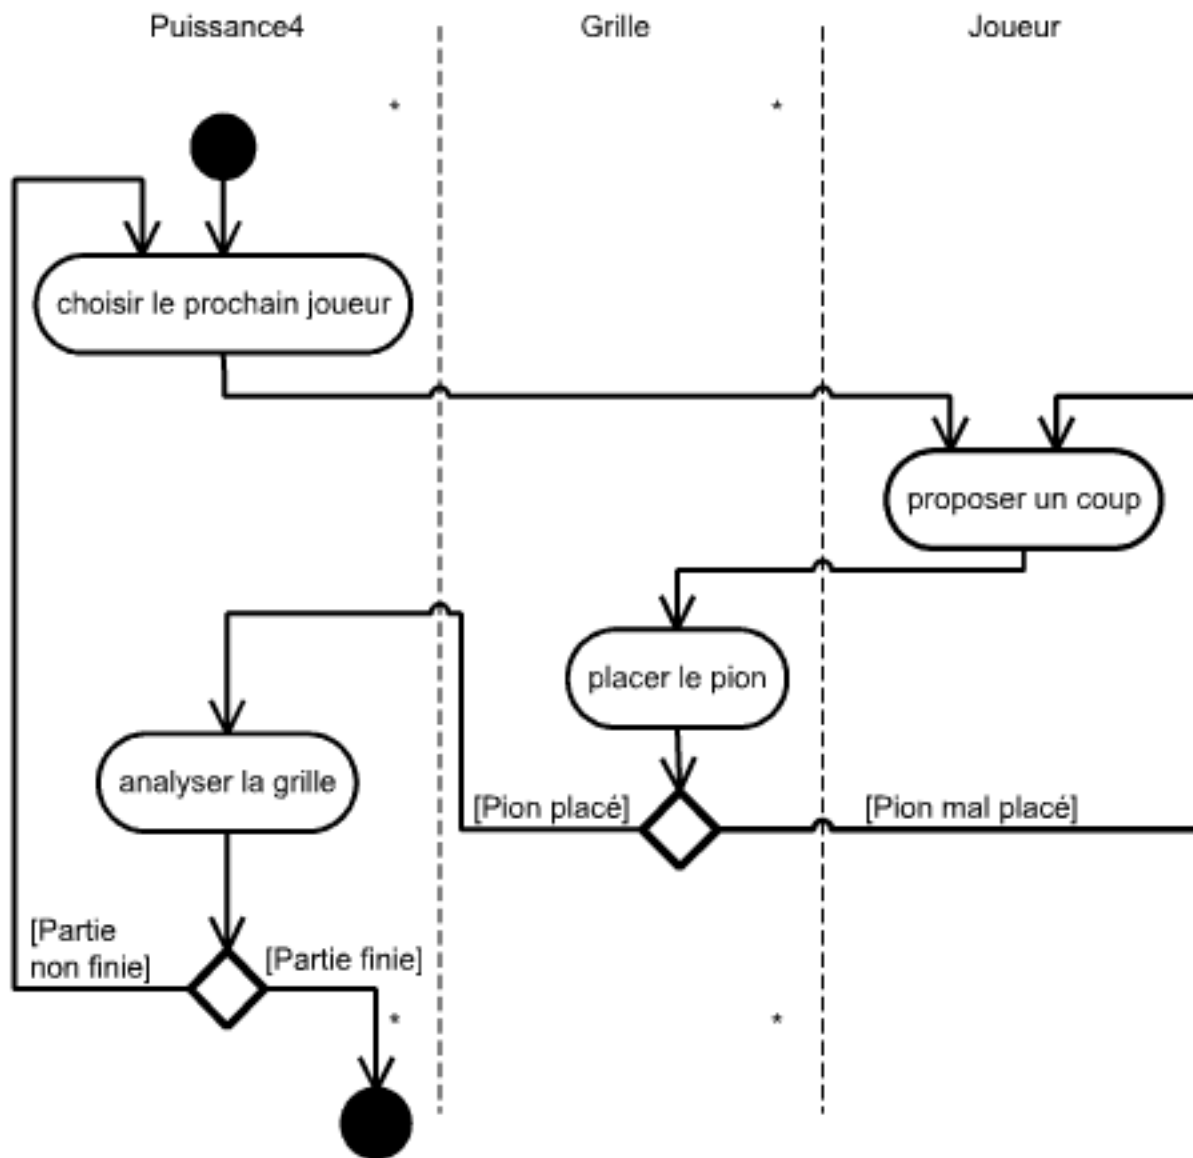 Puissance4
Grille
Joueur
*
*
choisir le prochain joueur
proposer un coup
placer le pion
analyser la grille
[Pion placé]
[Pion mal placé]
[Partie
non finie]
[Partie finie]
*
*